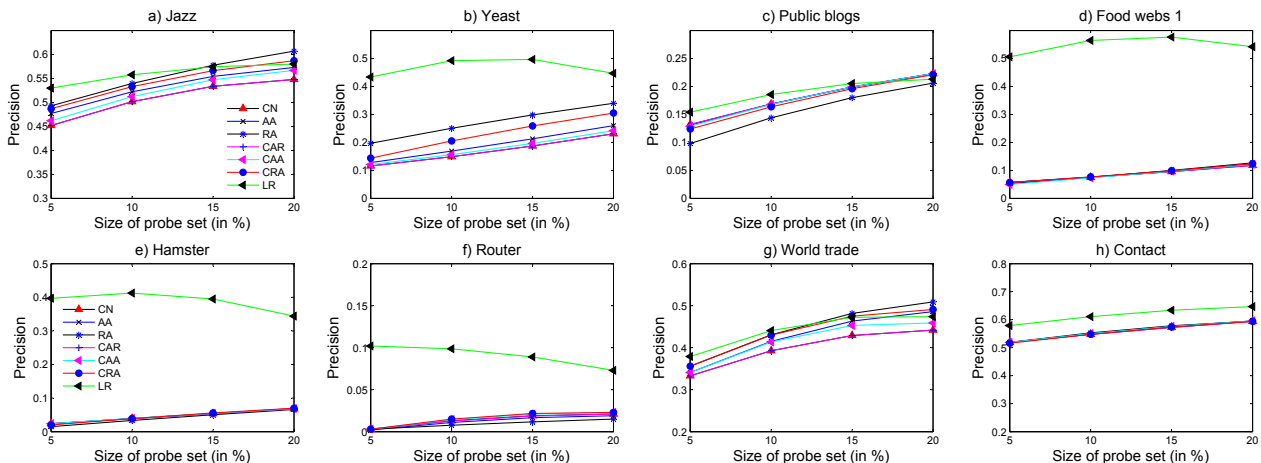 a) Jazz
b) Yeast
c) Public blogs
d) Food webs 1
Precision
0.6
0.55
0.5
0.45
0.4
0.35
0.3
CN
AA
RA
CAR
CAA
CRA
LR
5 10 15 20
Size of probe set (in %)
Precision
0.5
0.4
0.3
0.2
0.1
0
5 10 15 20
Size of probe set (in %)
Precision
0.25
0.2
0.15
0.1
0.05
0
5 10 15 20
Size of probe set (in %)
Precision
0.5
0.4
0.3
0.2
0.1
0
5 10 15 20
Size of probe set (in %)
e) Hamster
f) Router
g) World trade
h) Contact
Precision
0.5
0.4
0.3
0.2
0.1
0
CN
AA
RA
CAR
CAA
CRA
LR
5 10 15 20
Size of probe set (in %)
Precision
0.2
0.15
0.1
0.05
0
5 10 15 20
Size of probe set (in %)
Precision
0.6
0.5
0.4
0.3
0.2
5 10 15 20
Size of probe set (in %)
Precision
0.8
0.7
0.6
0.5
0.4
0.3
0.2
5 10 15 20
Size of probe set (in %)